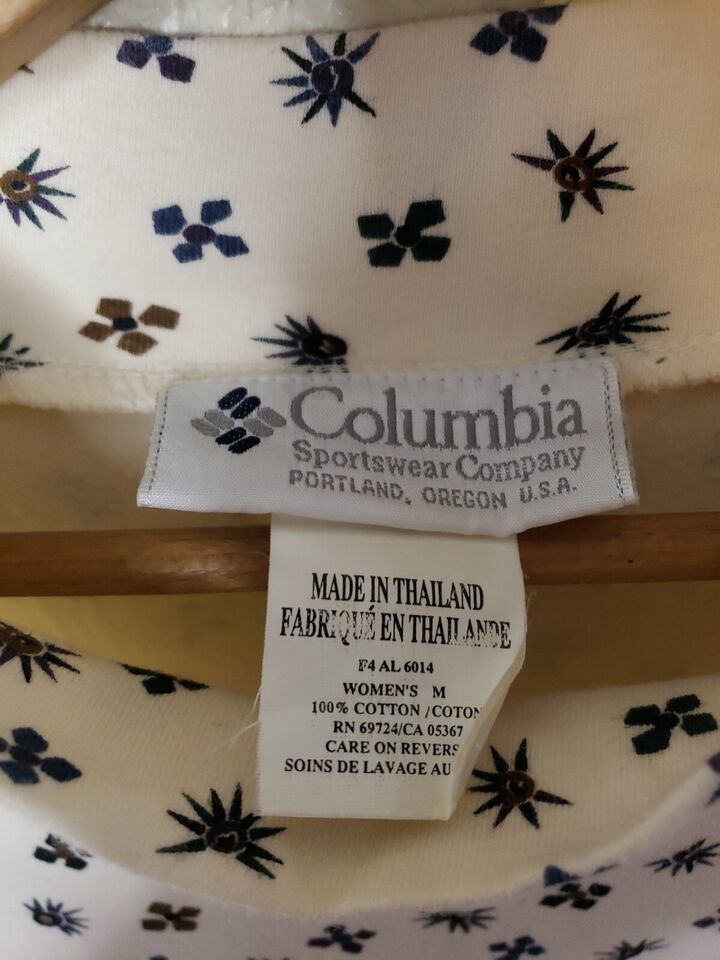 Columbia
Sportswear Company
PORTLAND, OREGON U.S.A.
MADE IN THAILAND
FABRIQUÉ EN THAILANDE
F4 AL 6014
WOMEN'S M
100% COTTON /COTON
RN 69724/CA 05367
CARE ON REVERS
SOINS DE LAVAGE AU